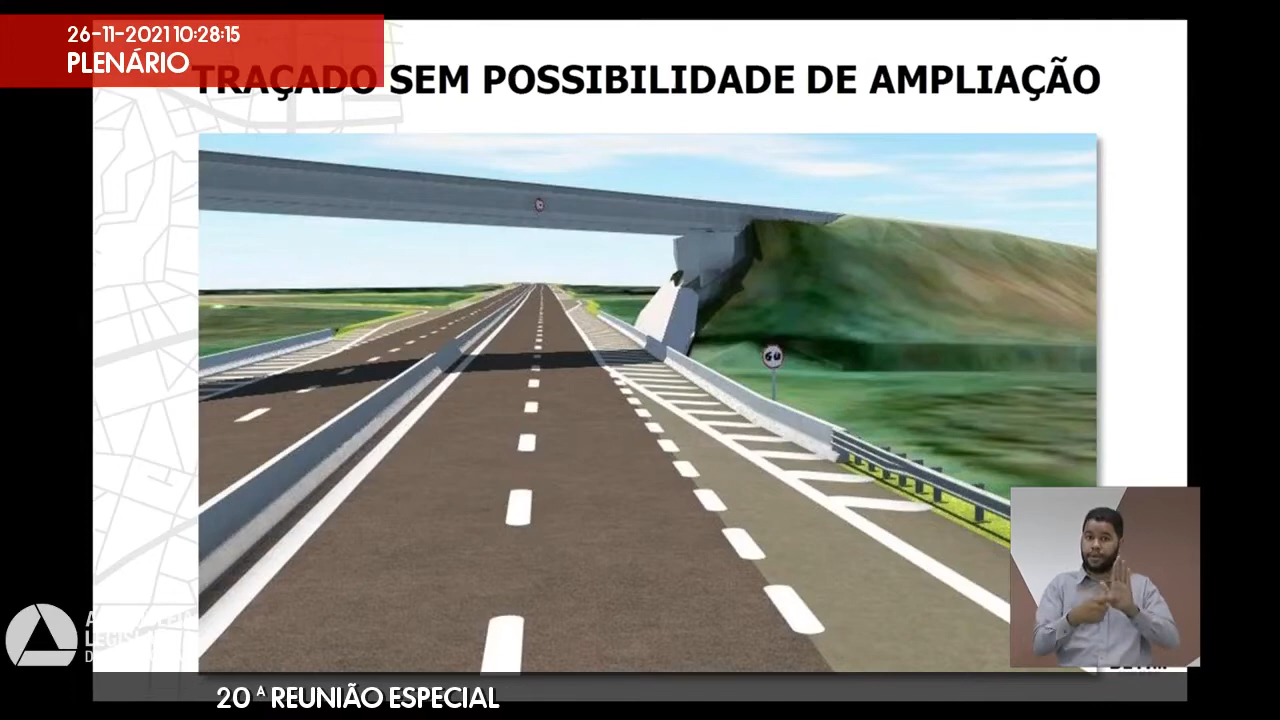 26-11-2021 10:28:15
PLENÁRIO
TRAÇADO SEM POSSIBILIDADE DE AMPLIAÇÃO
60
20ª REUNIÃO ESPECIAL